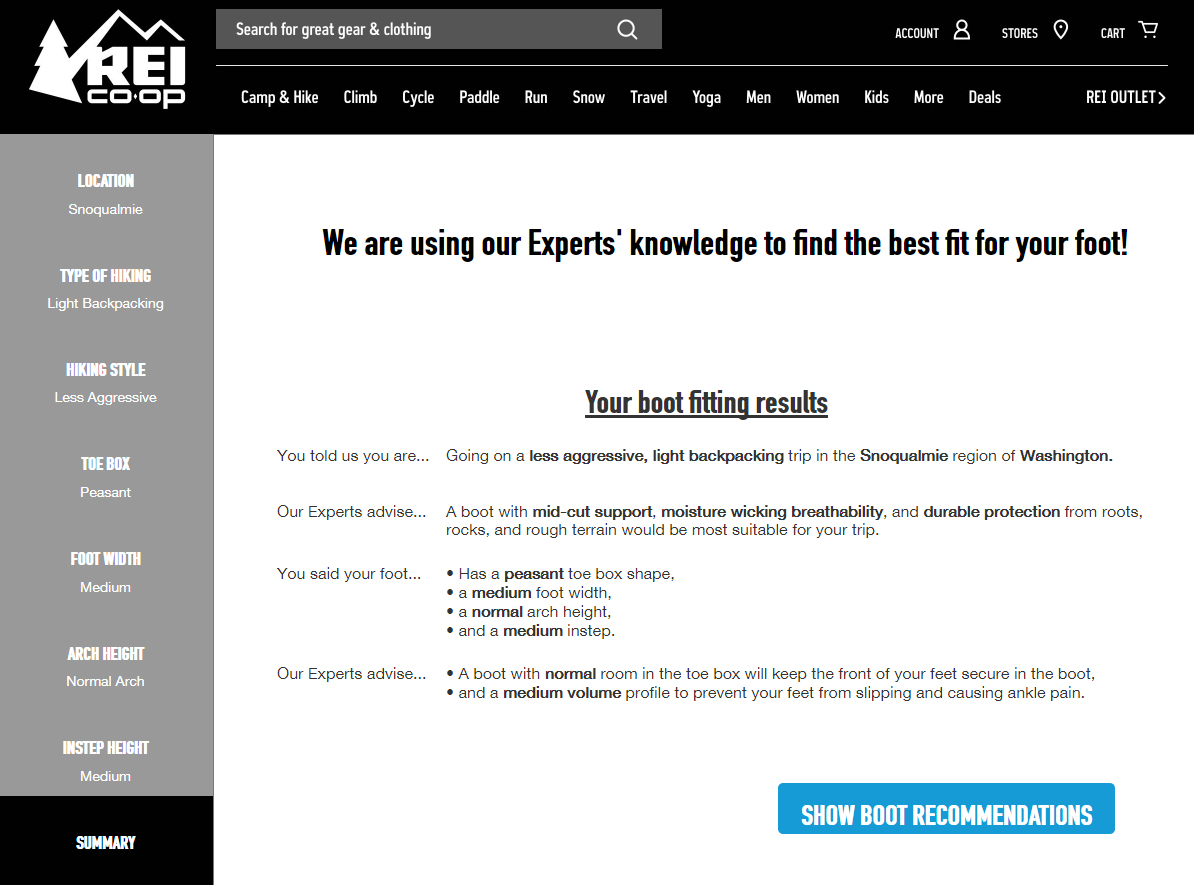 REI
CO·OP
Search for great gear & clothing
ACCOUNT
STORES
CART
Camp & Hike Climb Cycle Paddle Run Snow Travel Yoga Men Women Kids More Deals REI OUTLET
LOCATION
Snoqualmie
TYPE OF HIKING
Light Backpacking
HIKING STYLE
Less Aggressive
TOE BOX
Peasant
FOOT WIDTH
Medium
ARCH HEIGHT
Normal Arch
INSTEP HEIGHT
Medium
SUMMARY
We are using our Experts' knowledge to find the best fit for your foot!
Your boot fitting results
You told us you are... Going on a less aggressive, light backpacking trip in the Snoqualmie region of Washington.
Our Experts advise... A boot with mid-cut support, moisture wicking breathability, and durable protection from roots,
rocks, and rough terrain would be most suitable for your trip.
You said your foot... • Has a peasant toe box shape,
• a medium foot width,
• a normal arch height,
• and a medium instep.
Our Experts advise... • A boot with normal room in the toe box will keep the front of your feet secure in the boot,
• and a medium volume profile to prevent your feet from slipping and causing ankle pain.
SHOW BOOT RECOMMENDATIONS